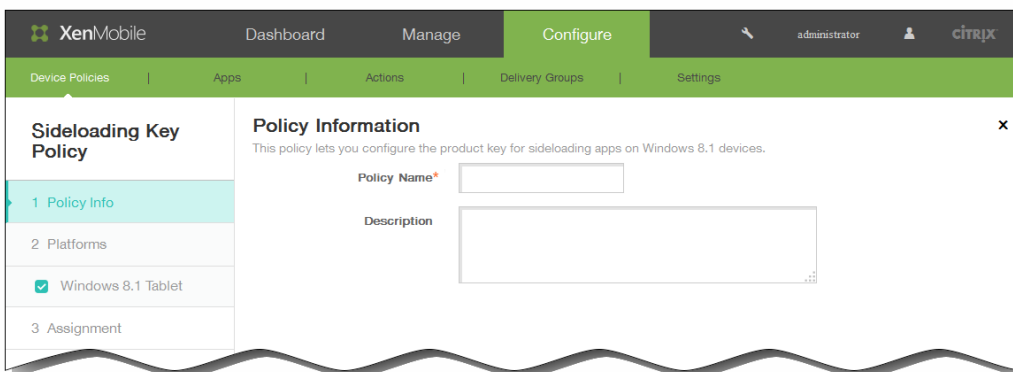 XenMobile Dashboard Manage Configure administrator CİTRIX
Device Policies | Apps | Actions | Delivery Groups | Settings
Sideloading Key
Policy
1 Policy Info
2 Platforms
Windows 8.1 Tablet
3 Assignment
Policy Information x
This policy lets you configure the product key for sideloading apps on Windows 8.1 devices.
Policy Name*
Description